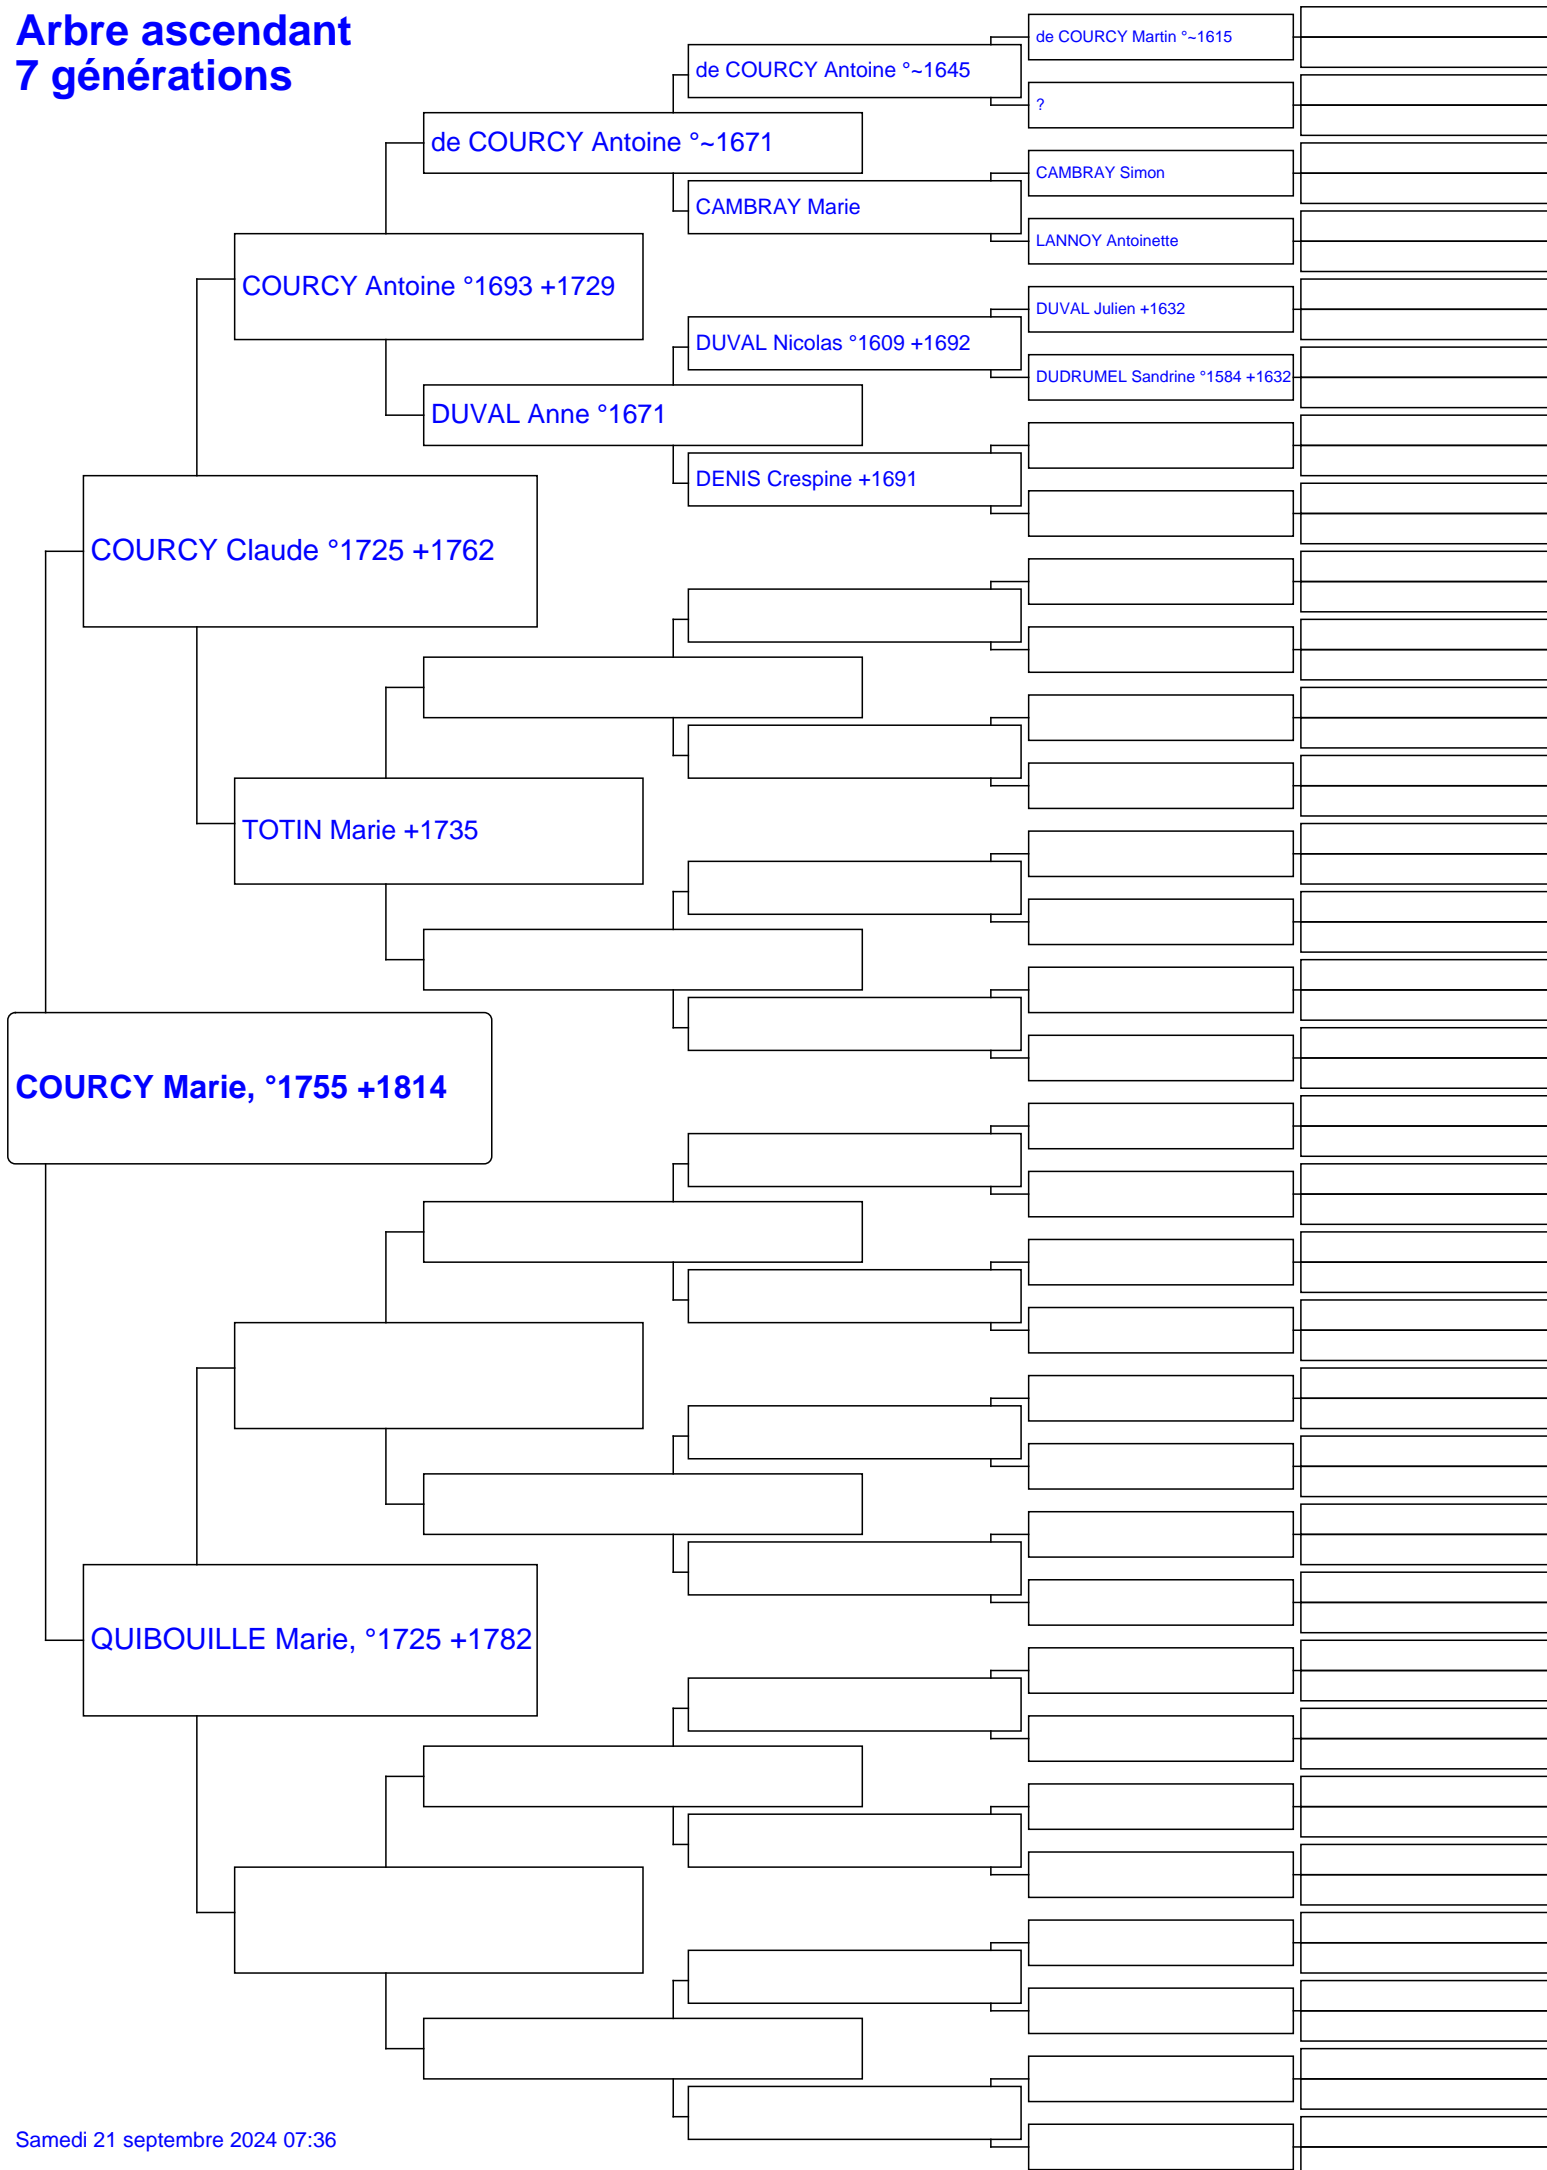 Arbre ascendant
7 générations
de COURCY Martin °~1615
de COURCY Antoine °~1645
?
de COURCY Antoine °~1671
CAMBRAY Simon
CAMBRAY Marie
LANNOY Antoinette
COURCY Antoine °1693 +1729
DUVAL Julien +1632
DUVAL Nicolas °1609 +1692
DUDRUMEL Sandrine °1584 +1632
DUVAL Anne °1671
DENIS Crespine +1691
COURCY Claude °1725 +1762
TOTIN Marie +1735
COURCY Marie, °1755 +1814
QUIBOUILLE Marie, °1725 +1782
Samedi 21 septembre 2024 07:36